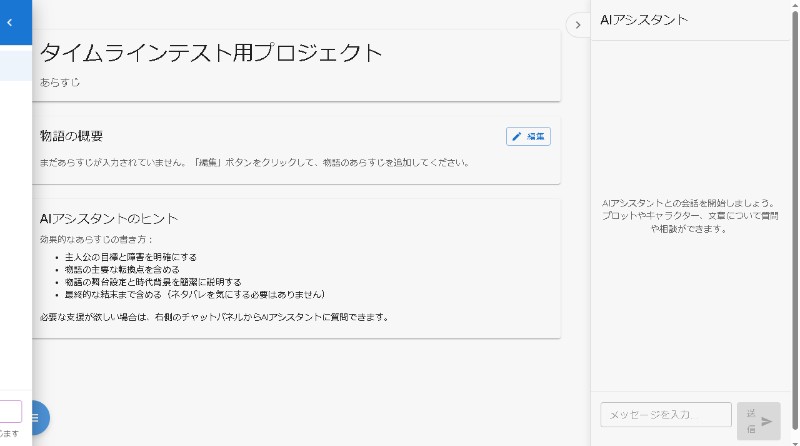 タイムラインテスト用プロジェクト
あらすじ
物語の概要
編集
まだあらすじが入力されていません。「編集」ボタンをクリックして、物語のあらすじを追加してください。
AIアシスタントのヒント
効果的なあらすじの書き方：
主人公の目標と障害を明確にする
物語の主要な転換点を含める
物語の舞台設定と時代背景を簡潔に説明する
最終的な結末まで含める（ネタバレを気にする必要はありません）
必要な支援が欲しい場合は、右側のチャットパネルからAIアシスタントに質問できます。
じます
AIアシスタント
AIアシスタントとの会話を開始しましょう。
プロットやキャラクター、文章について質問
や相談ができます。
メッセージを入力...
送
信